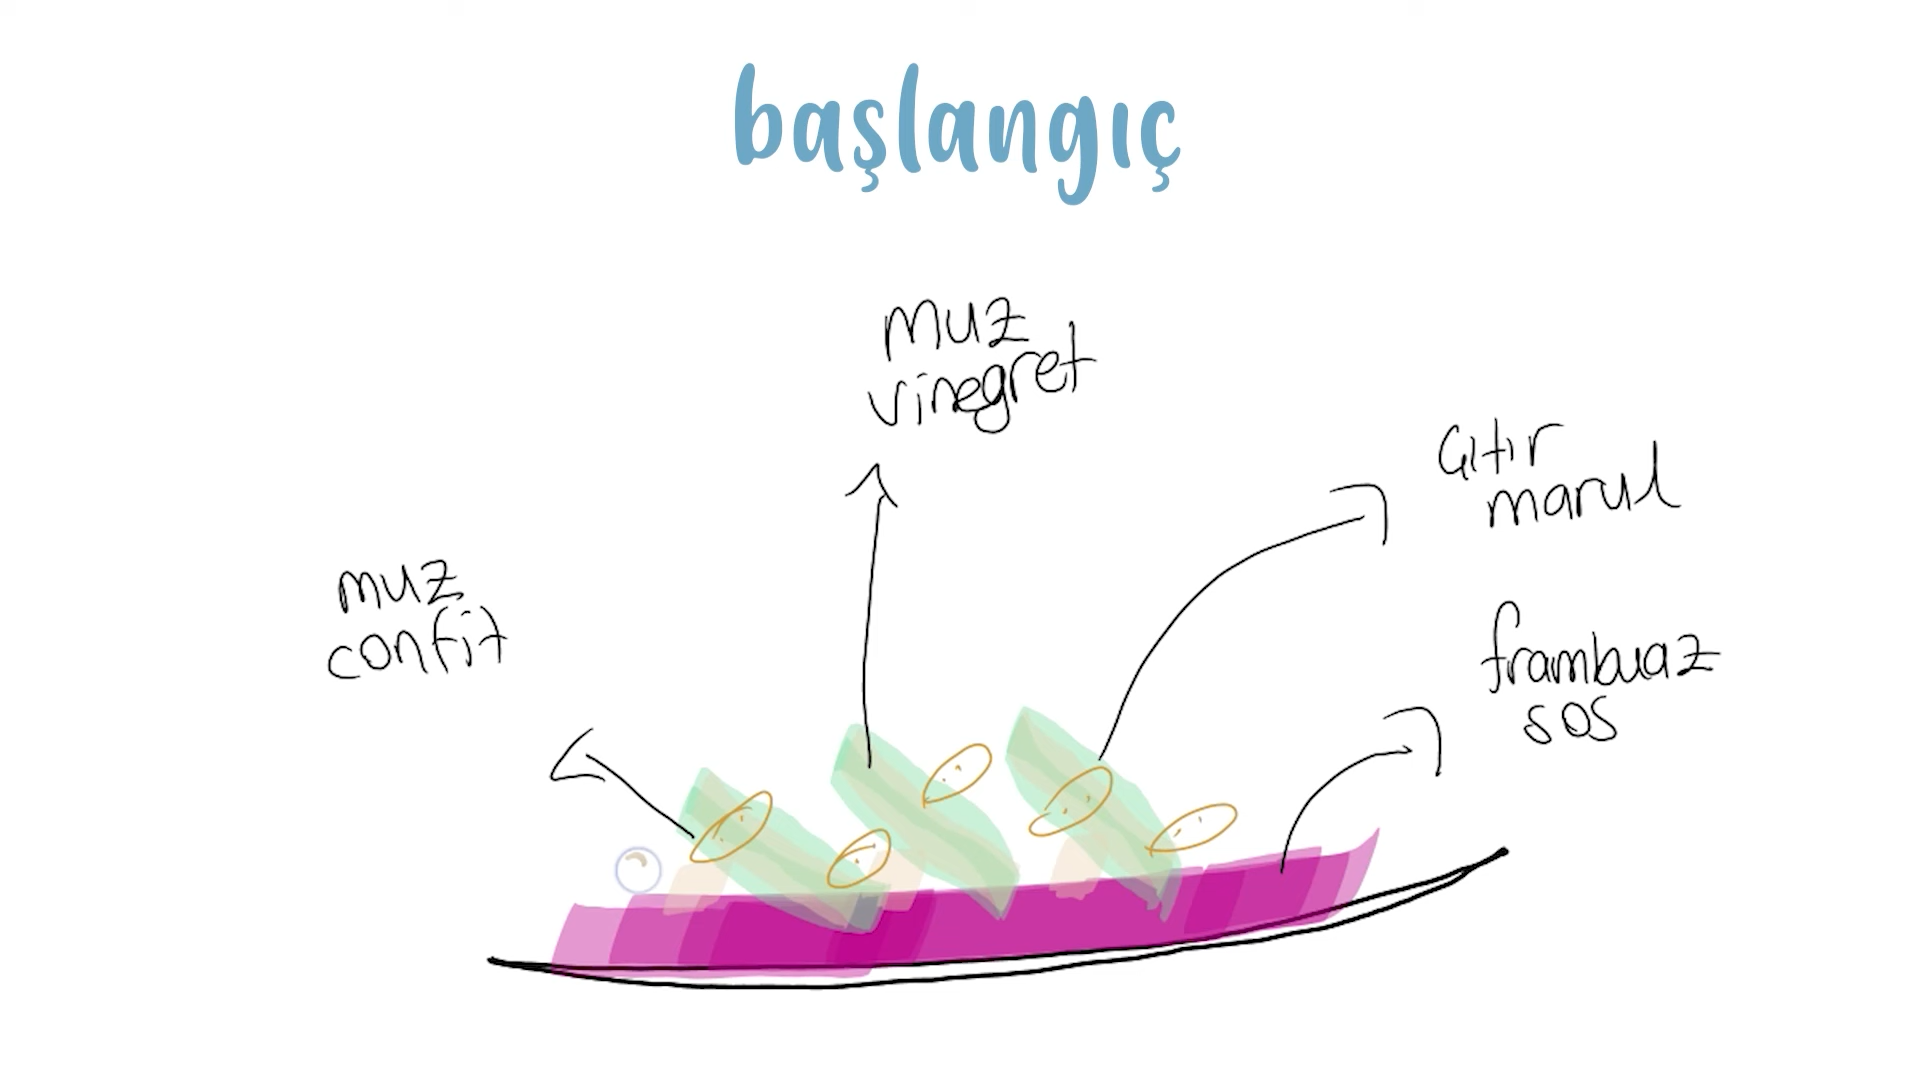 başlangıç
muz
vinegret
çıtır
marul
muz
confit
frambuaz
sos